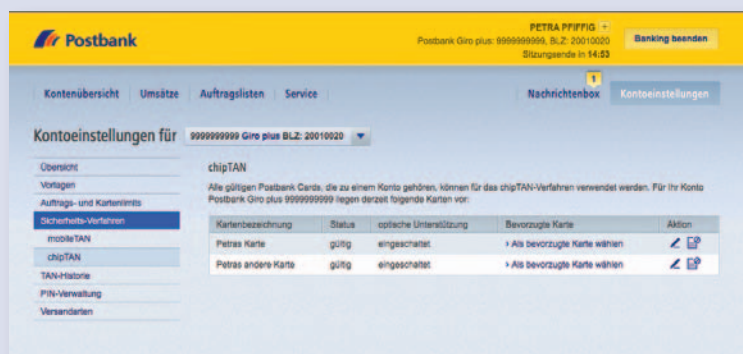 PETRA PFIFFIG +
Postbank
Postbank Giro plus: 9999999999, BLZ: 20010020
Banking beenden
Sitzungsende in 14:53
1
Kontenübersicht Umsätze Auftragslisten Service Nachrichtenbox Kontoeinstellungen
Kontoeinstellungen für 9999999999 Giro plus BLZ: 20010020
Übersicht
Vorlagen
Auftrags- und Kartenlimits
Sicherheits-Verfahren
mobileTAN
chipTAN
TAN-Historie
PIN-Verwaltung
Versandarten
chipTAN
Alle gültigen Postbank Cards, die zu einem Konto gehören, können für das chipTAN-Verfahren verwendet werden. Für Ihr Konto
Postbank Giro plus 9999999999 liegen derzeit folgende Karten vor:
Kartenbezeichnung Status optische Unterstützung Bevorzugte Karte Aktion
Petras Karte gültig eingeschaltet › Als bevorzugte Karte wählen
Petras andere Karte gültig eingeschaltet › Als bevorzugte Karte wählen